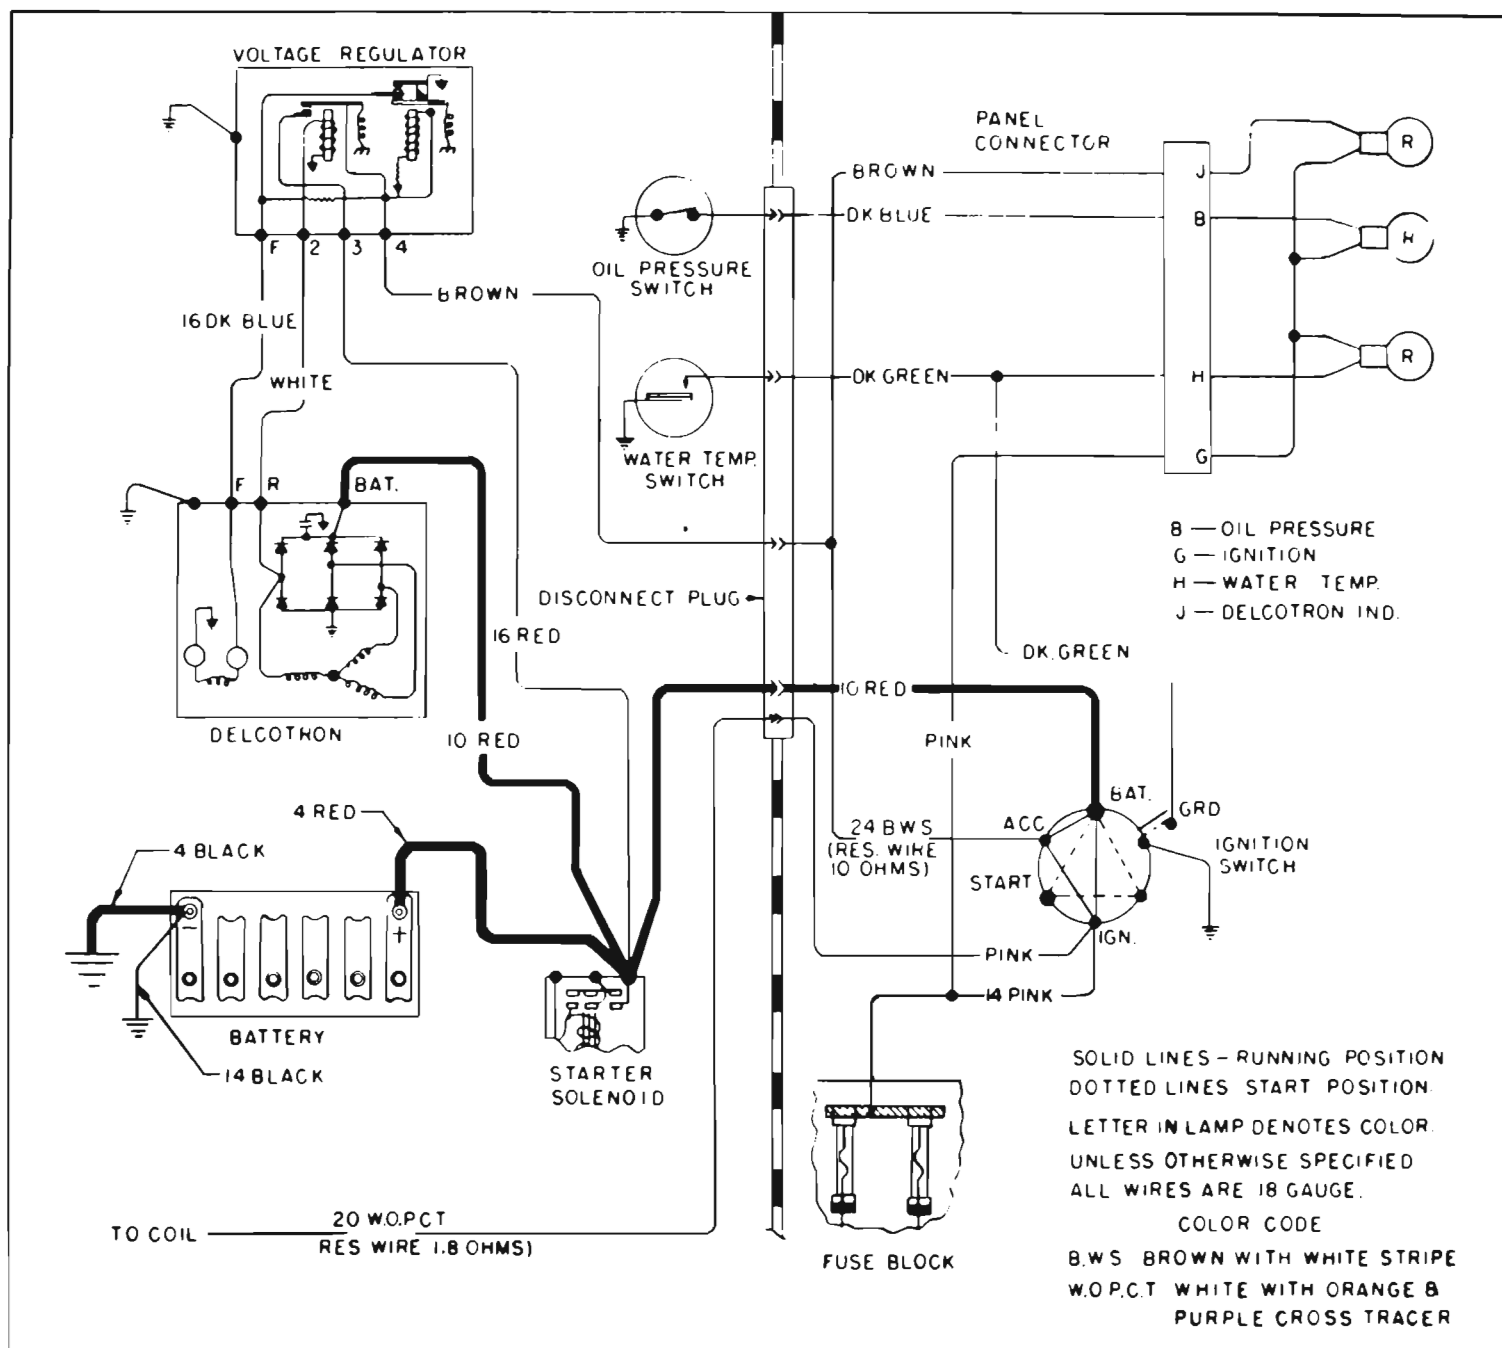 VOLTAGE REGULATOR
F 2 3 4
16 DK BLUE
BROWN
WHITE
OIL PRESSURE
SWITCH
WATER TEMP.
SWITCH
PANEL
CONNECTOR
BROWN
J
R
DK BLUE
B
DK GREEN
H
R
G
B — OIL PRESSURE
G — IGNITION
H — WATER TEMP.
J — DELCOTRON IND.
F R BAT.
DISCONNECT PLUG
16 RED
DK. GREEN
10 RED
DELCOTRON
10 RED
PINK
4 RED
4 BLACK
BAT.
GRD
ACC
24 BWS
(RES. WIRE
10 OHMS)
IGNITION
SWITCH
START
IGN.
– +
PINK
14 PINK
BATTERY
14 BLACK
STARTER
SOLENOID
SOLID LINES – RUNNING POSITION
DOTTED LINES START POSITION
LETTER IN LAMP DENOTES COLOR.
UNLESS OTHERWISE SPECIFIED
ALL WIRES ARE 18 GAUGE.
COLOR CODE
B.W.S BROWN WITH WHITE STRIPE
W.O.P.C.T WHITE WITH ORANGE &
PURPLE CROSS TRACER
TO COIL
20 W.O.P.C.T
RES WIRE 1.8 OHMS)
FUSE BLOCK